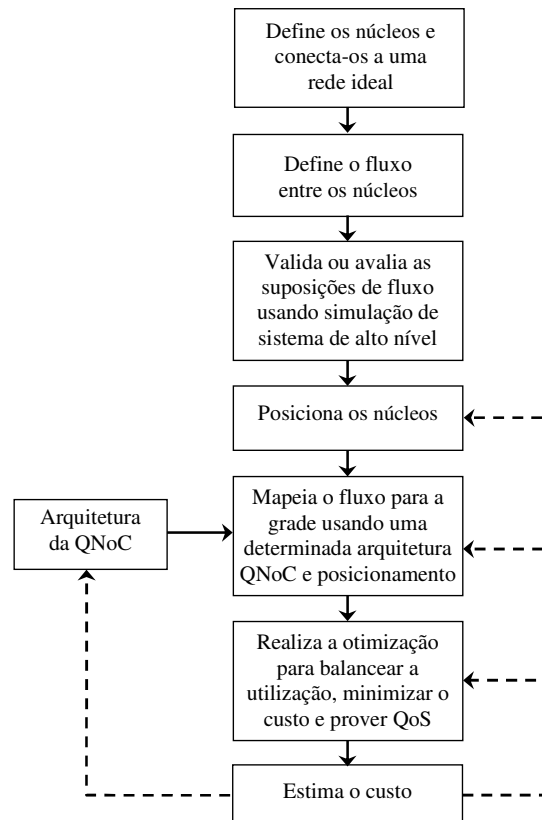 Define os núcleos e
conecta-os a uma
rede ideal
Define o fluxo
entre os núcleos
Valida ou avalia as
suposições de fluxo
usando simulação de
sistema de alto nível
Posiciona os núcleos
Arquitetura
da QNoC
Mapeia o fluxo para a
grade usando uma
determinada arquitetura
QNoC e posicionamento
Realiza a otimização
para balancear a
utilização, minimizar o
custo e prover QoS
Estima o custo